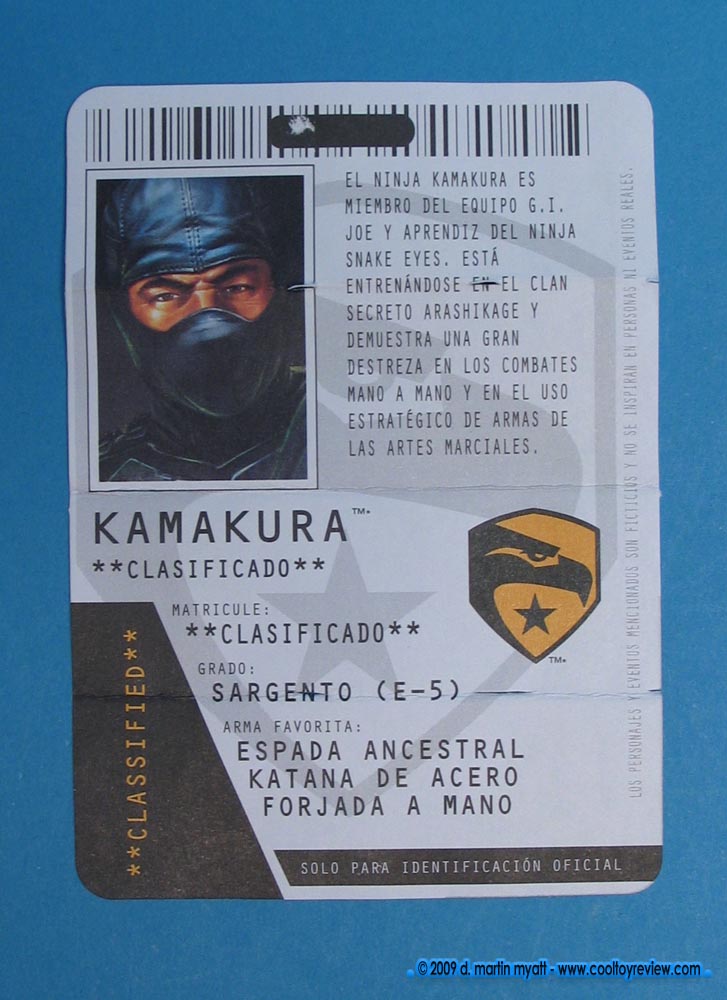 EL NINJA KAMAKURA ES
MIEMBRO DEL EQUIPO G.I.
JOE Y APRENDIZ DEL NINJA
SNAKE EYES. ESTÁ
ENTRENÁNDOSE EN EL CLAN
SECRETO ARASHIKAGE Y
DEMUESTRA UNA GRAN
DESTREZA EN LOS COMBATES
MANO A MANO Y EN EL USO
ESTRATÉGICO DE ARMAS DE
LAS ARTES MARCIALES.
LOS PERSONAJES Y EVENTOS MENCIONADOS SON FICTICIOS Y NO SE INSPIRAN EN PERSONAS NI EVENTOS REALES.
KAMAKURA™•
**CLASIFICADO**
MATRICULE:
**CLASIFICADO**
GRADO:
SARGENTO (E-5)
ARMA FAVORITA:
ESPADA ANCESTRAL
KATANA DE ACERO
FORJADA A MANO
™•
**CLASSIFIED**
SOLO PARA IDENTIFICACIÓN OFICIAL
© 2009 d. martin myatt - www.cooltoyreview.com